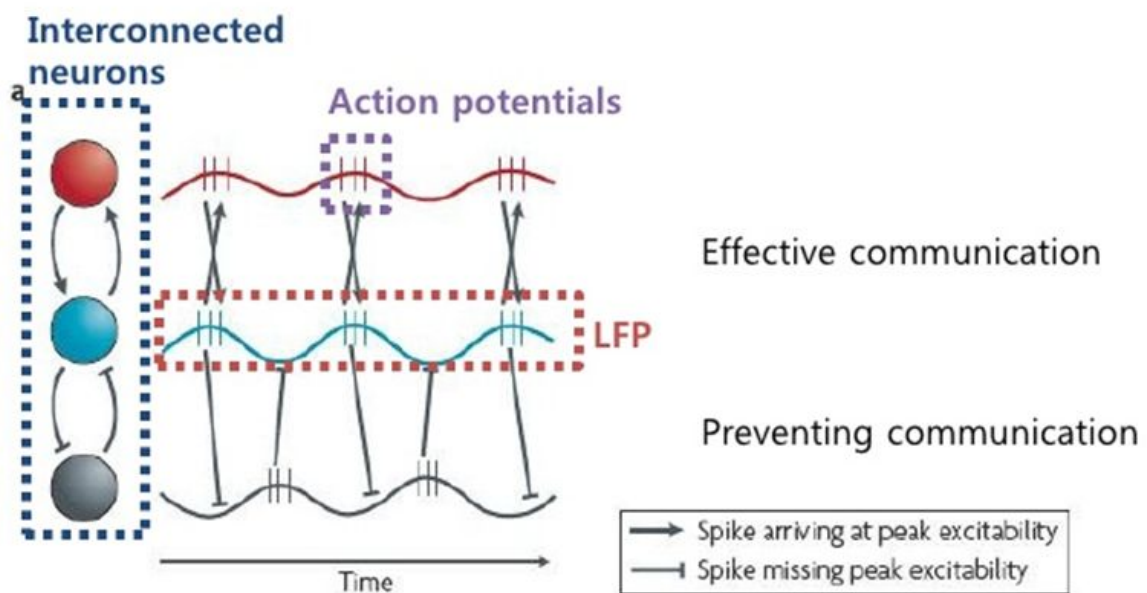 Interconnected
neurons
a
Action potentials
Effective communication
LFP
Preventing communication
Spike arriving at peak excitability
Spike missing peak excitability
Time